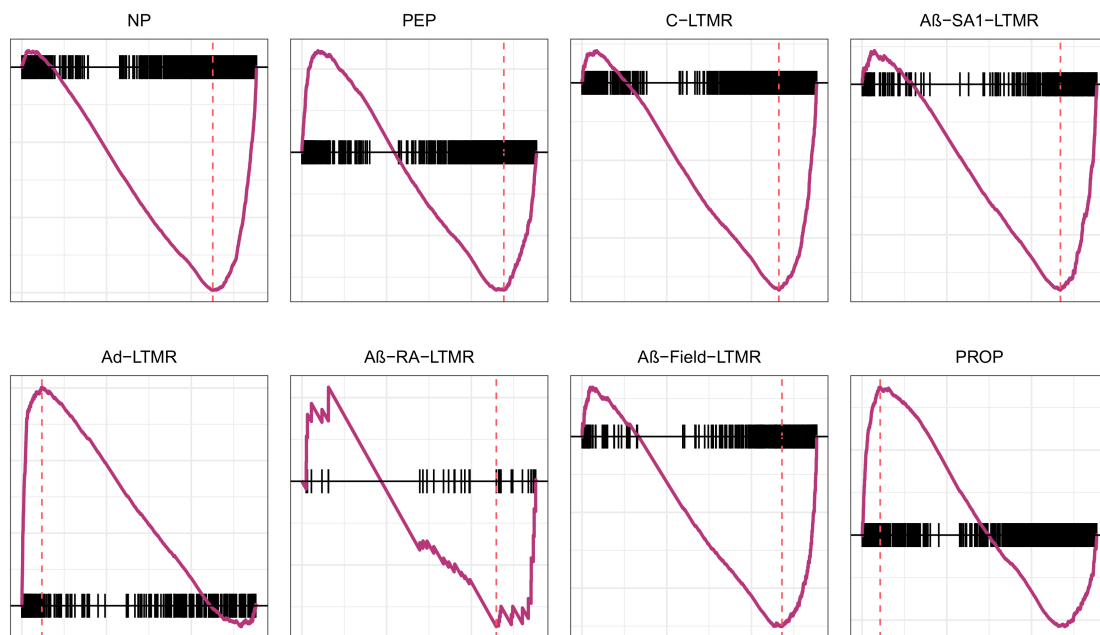 NP
PEP
C−LTMR
Aß−SA1−LTMR
Ad−LTMR
Aß−RA−LTMR
Aß−Field−LTMR
PROP